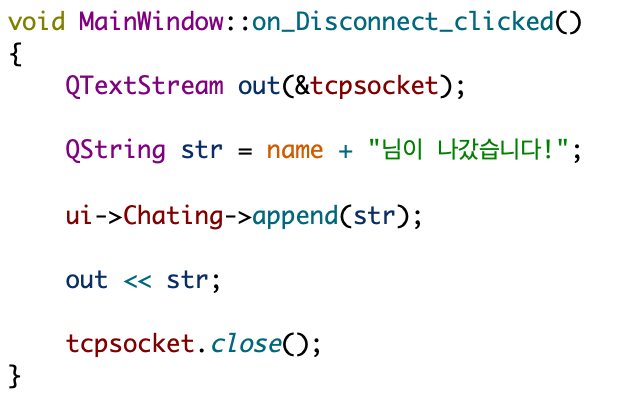 void MainWindow::on_Disconnect_clicked()
{
    QTextStream out(&tcpsocket);
    QString str = name + "님이 나갔습니다!";
    ui->Chating->append(str);
    out << str;
    tcpsocket.close();
}